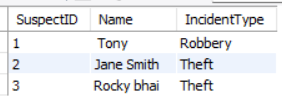 SuspectID Name IncidentType
1 Tony Robbery
2 Jane Smith Theft
3 Rocky bhai Theft